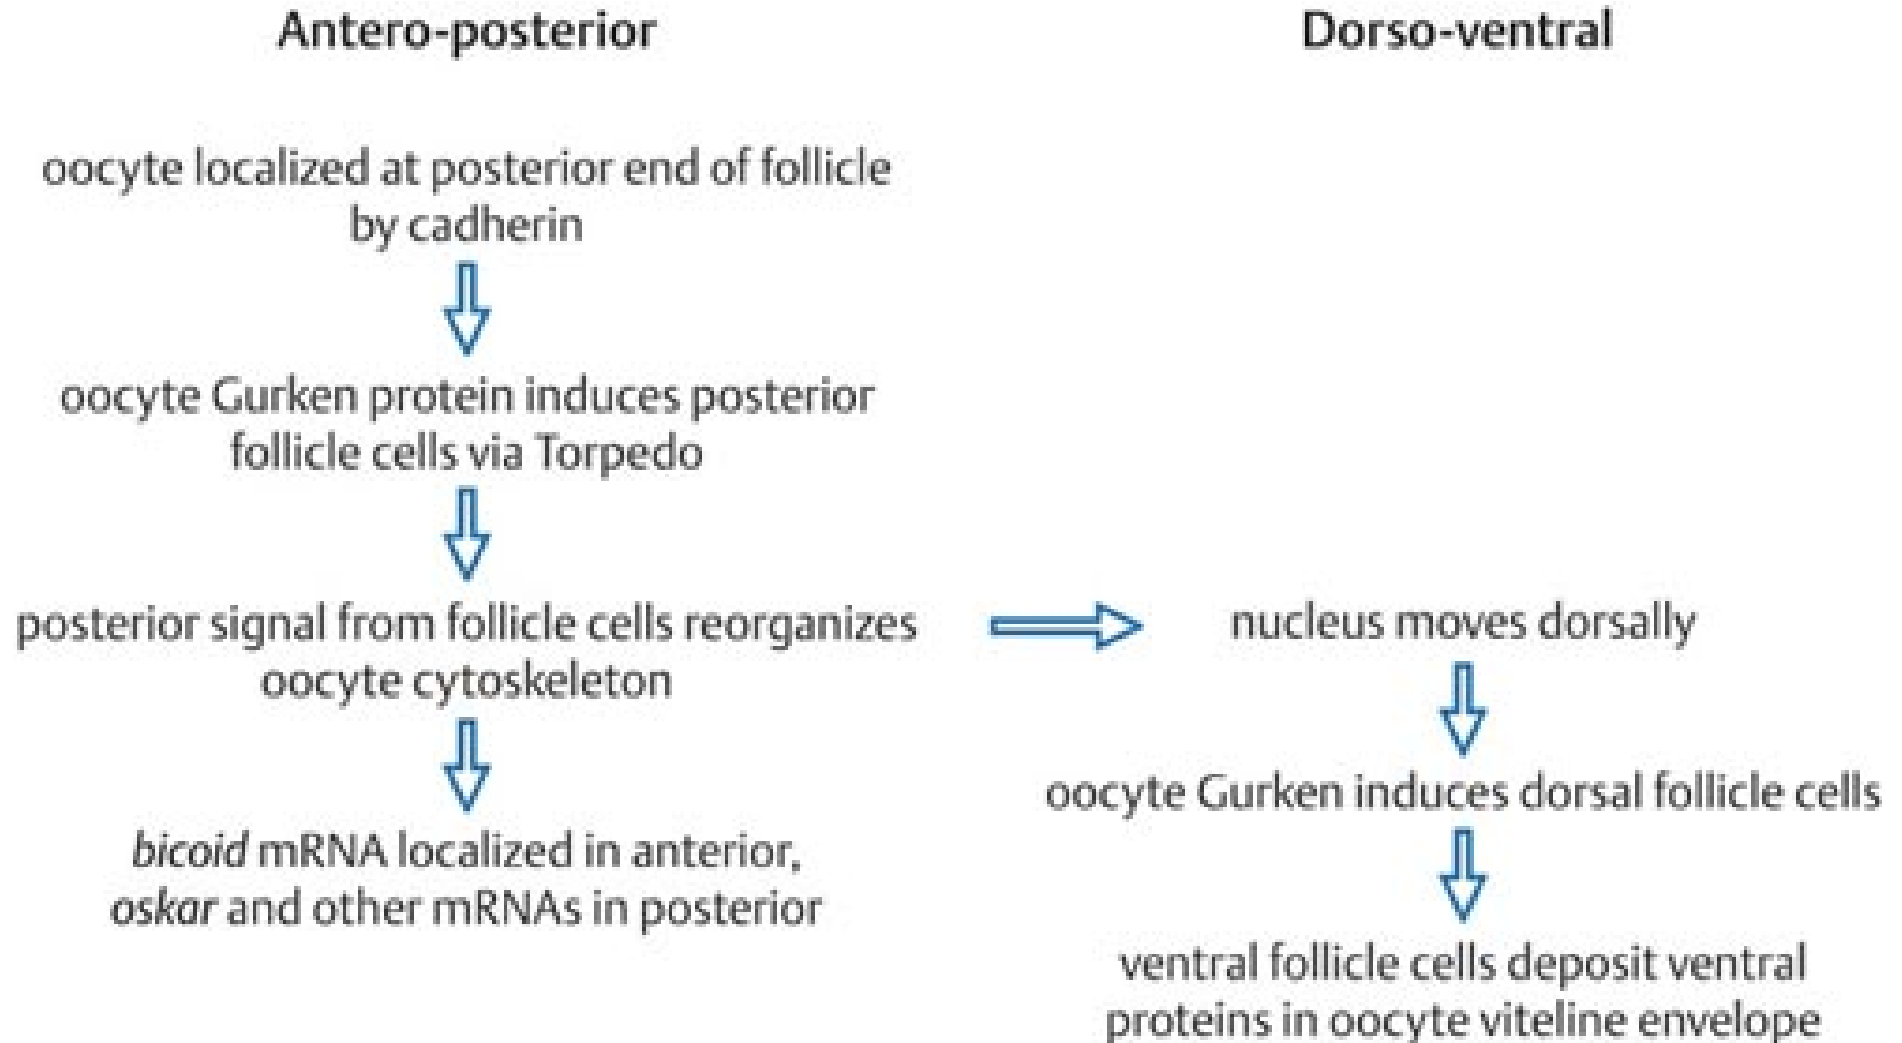 Antero-posterior
oocyte localized at posterior end of follicle
by cadherin
oocyte Gurken protein induces posterior
follicle cells via Torpedo
posterior signal from follicle cells reorganizes
oocyte cytoskeleton
bicoid mRNA localized in anterior,
oskar and other mRNAs in posterior
Dorso-ventral
nucleus moves dorsally
oocyte Gurken induces dorsal follicle cells
ventral follicle cells deposit ventral
proteins in oocyte viteline envelope